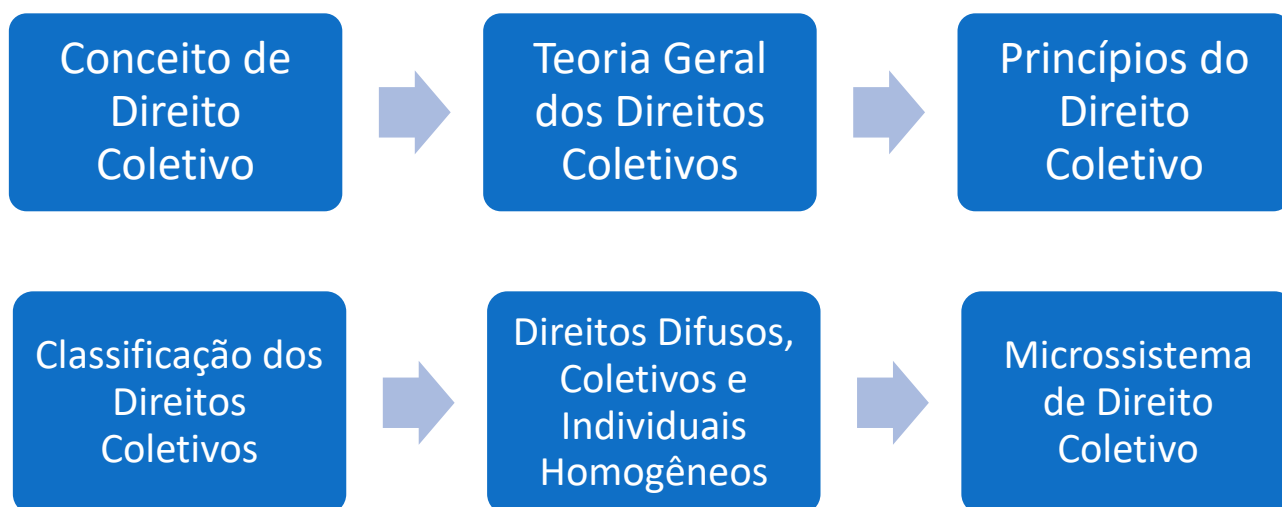 Conceito de
Direito
Coletivo
Teoria Geral
dos Direitos
Coletivos
Princípios do
Direito
Coletivo
Classificação dos
Direitos
Coletivos
Direitos Difusos,
Coletivos e
Individuais
Homogêneos
Microssistema
de Direito
Coletivo